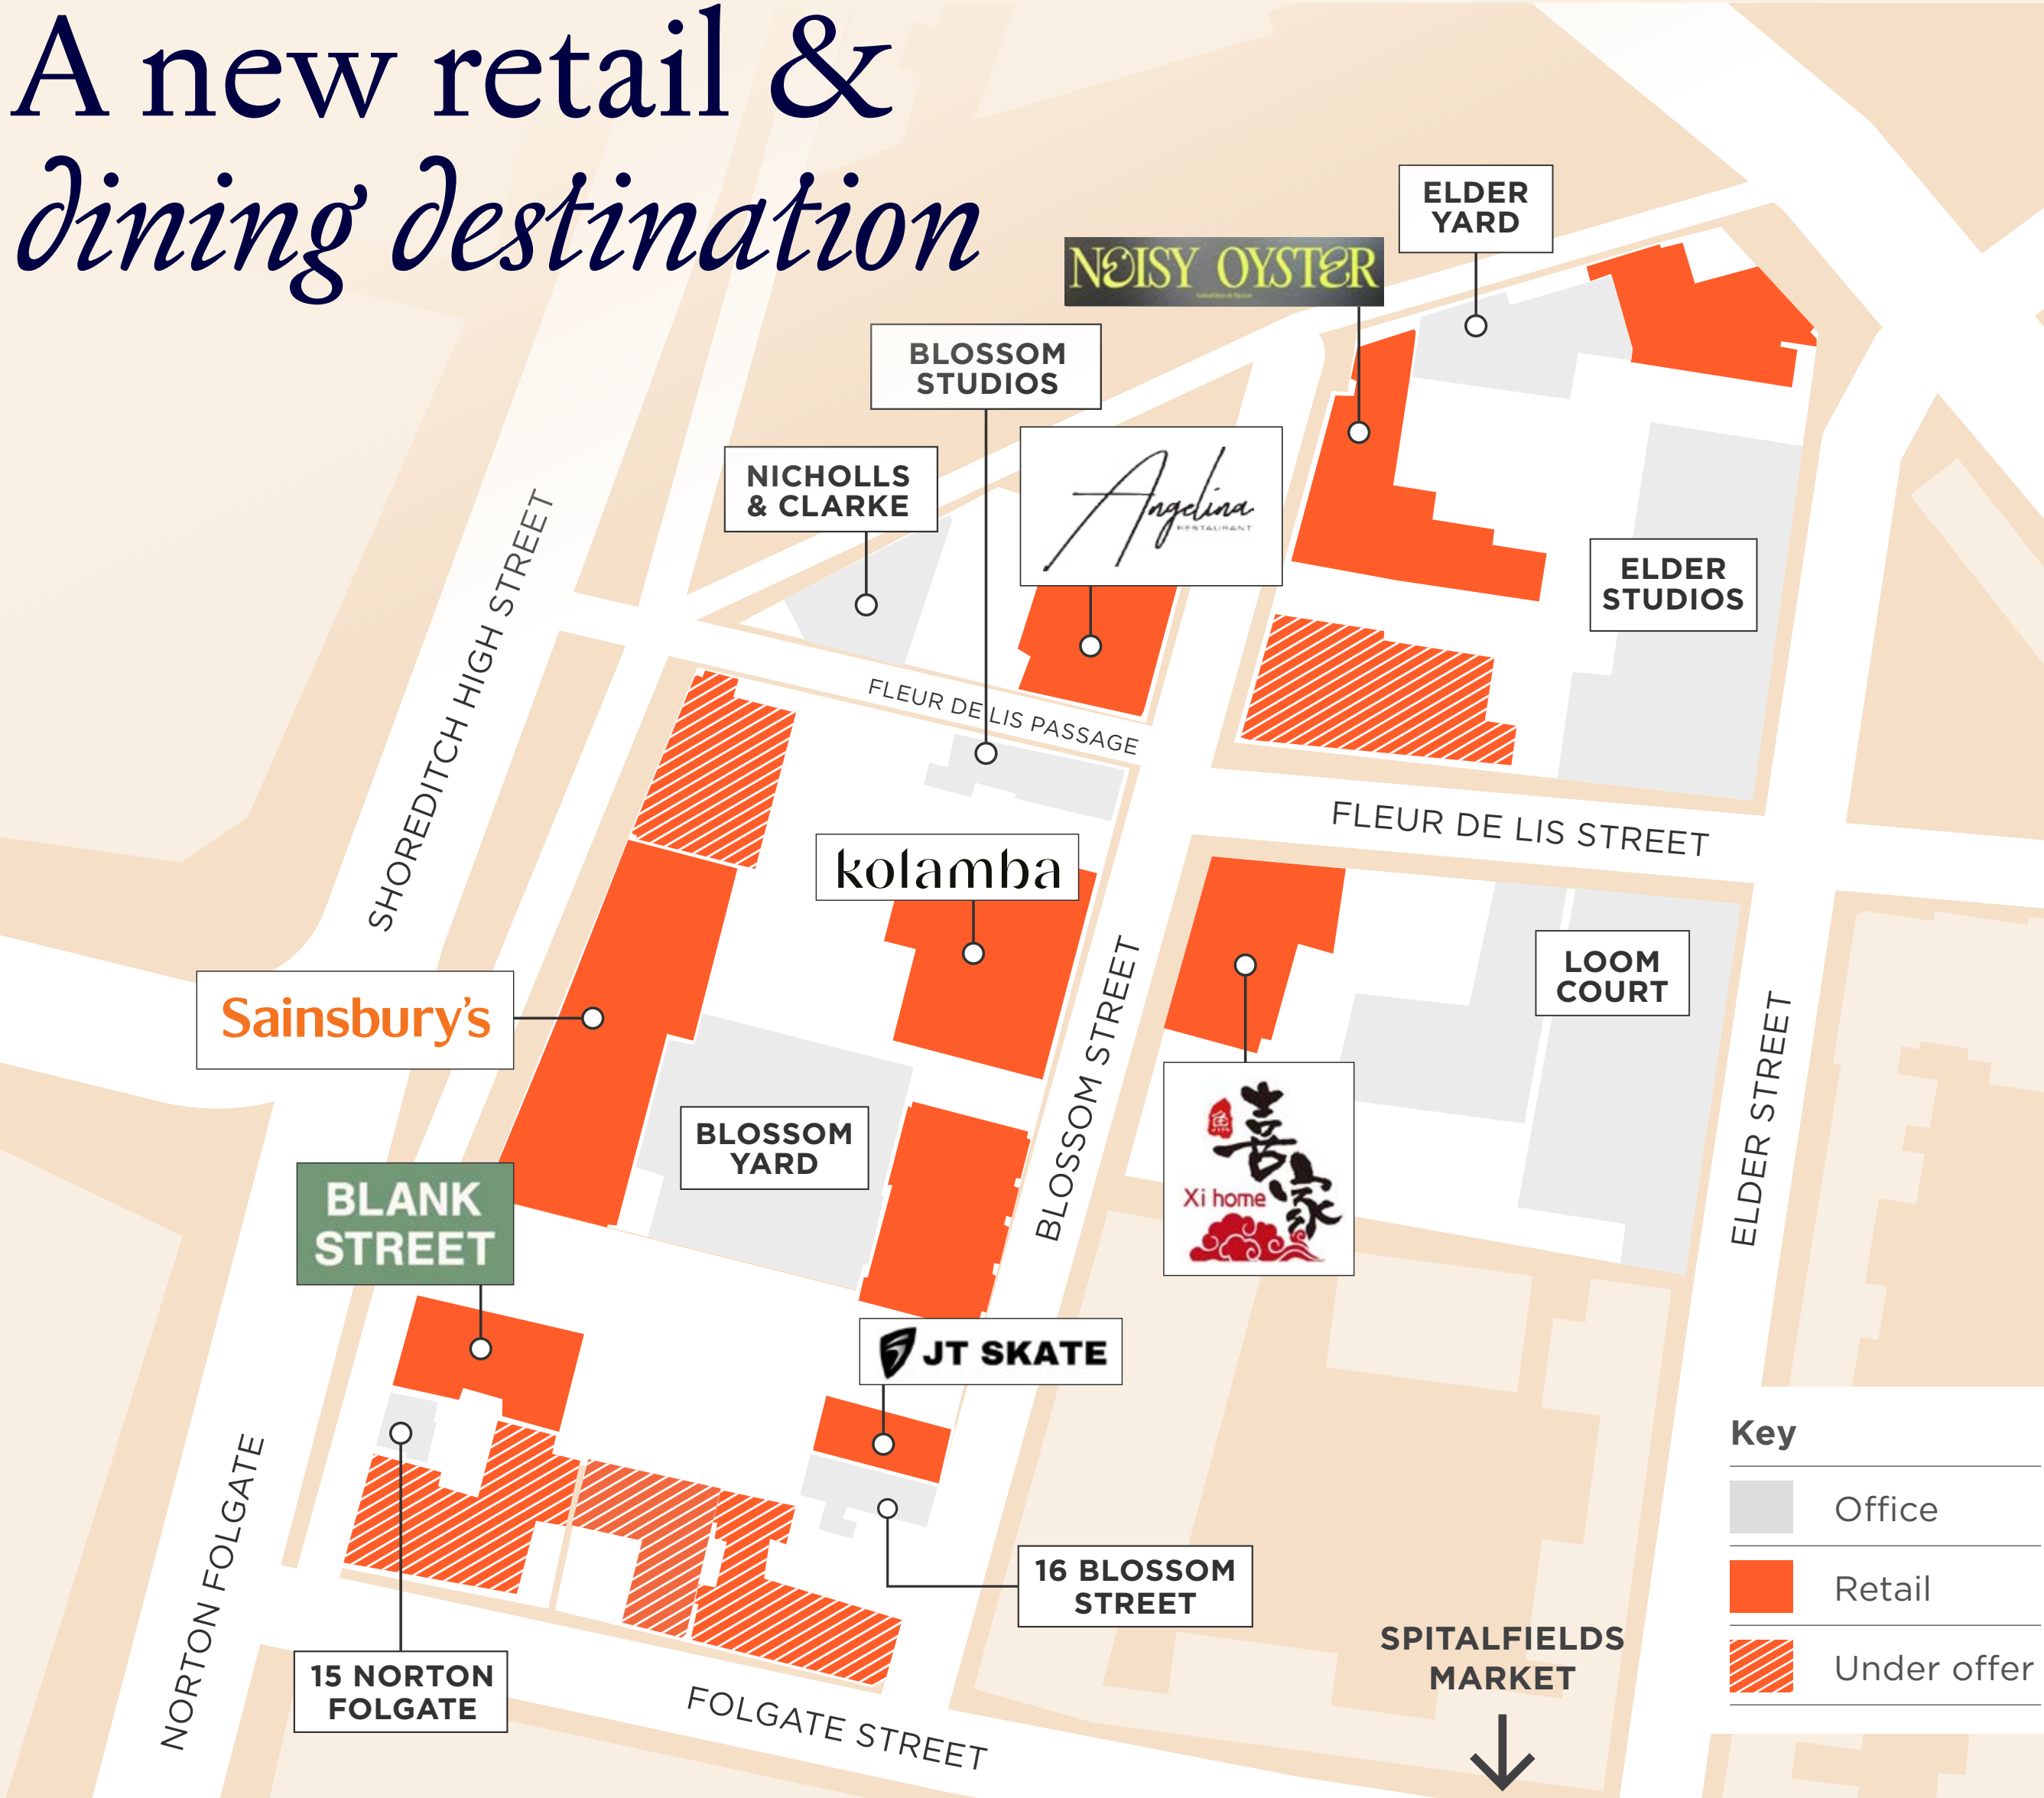 A new retail &
dining destination
ELDER
YARD
NOISY OYSTER
BLOSSOM
STUDIOS
NICHOLLS
& CLARKE
Angelina
RESTAURANT
SHOREDITCH HIGH STREET
ELDER
STUDIOS
FLEUR DE LIS PASSAGE
FLEUR DE LIS STREET
kolamba
LOOM
COURT
Sainsbury's
BLOSSOM STREET
ELDER STREET
BLOSSOM
YARD
喜
家
Xi home
BLANK
STREET
JT SKATE
NORTON FOLGATE
16 BLOSSOM
STREET
15 NORTON
FOLGATE
FOLGATE STREET
SPITALFIELDS
MARKET
Key
Office
Retail
Under offer